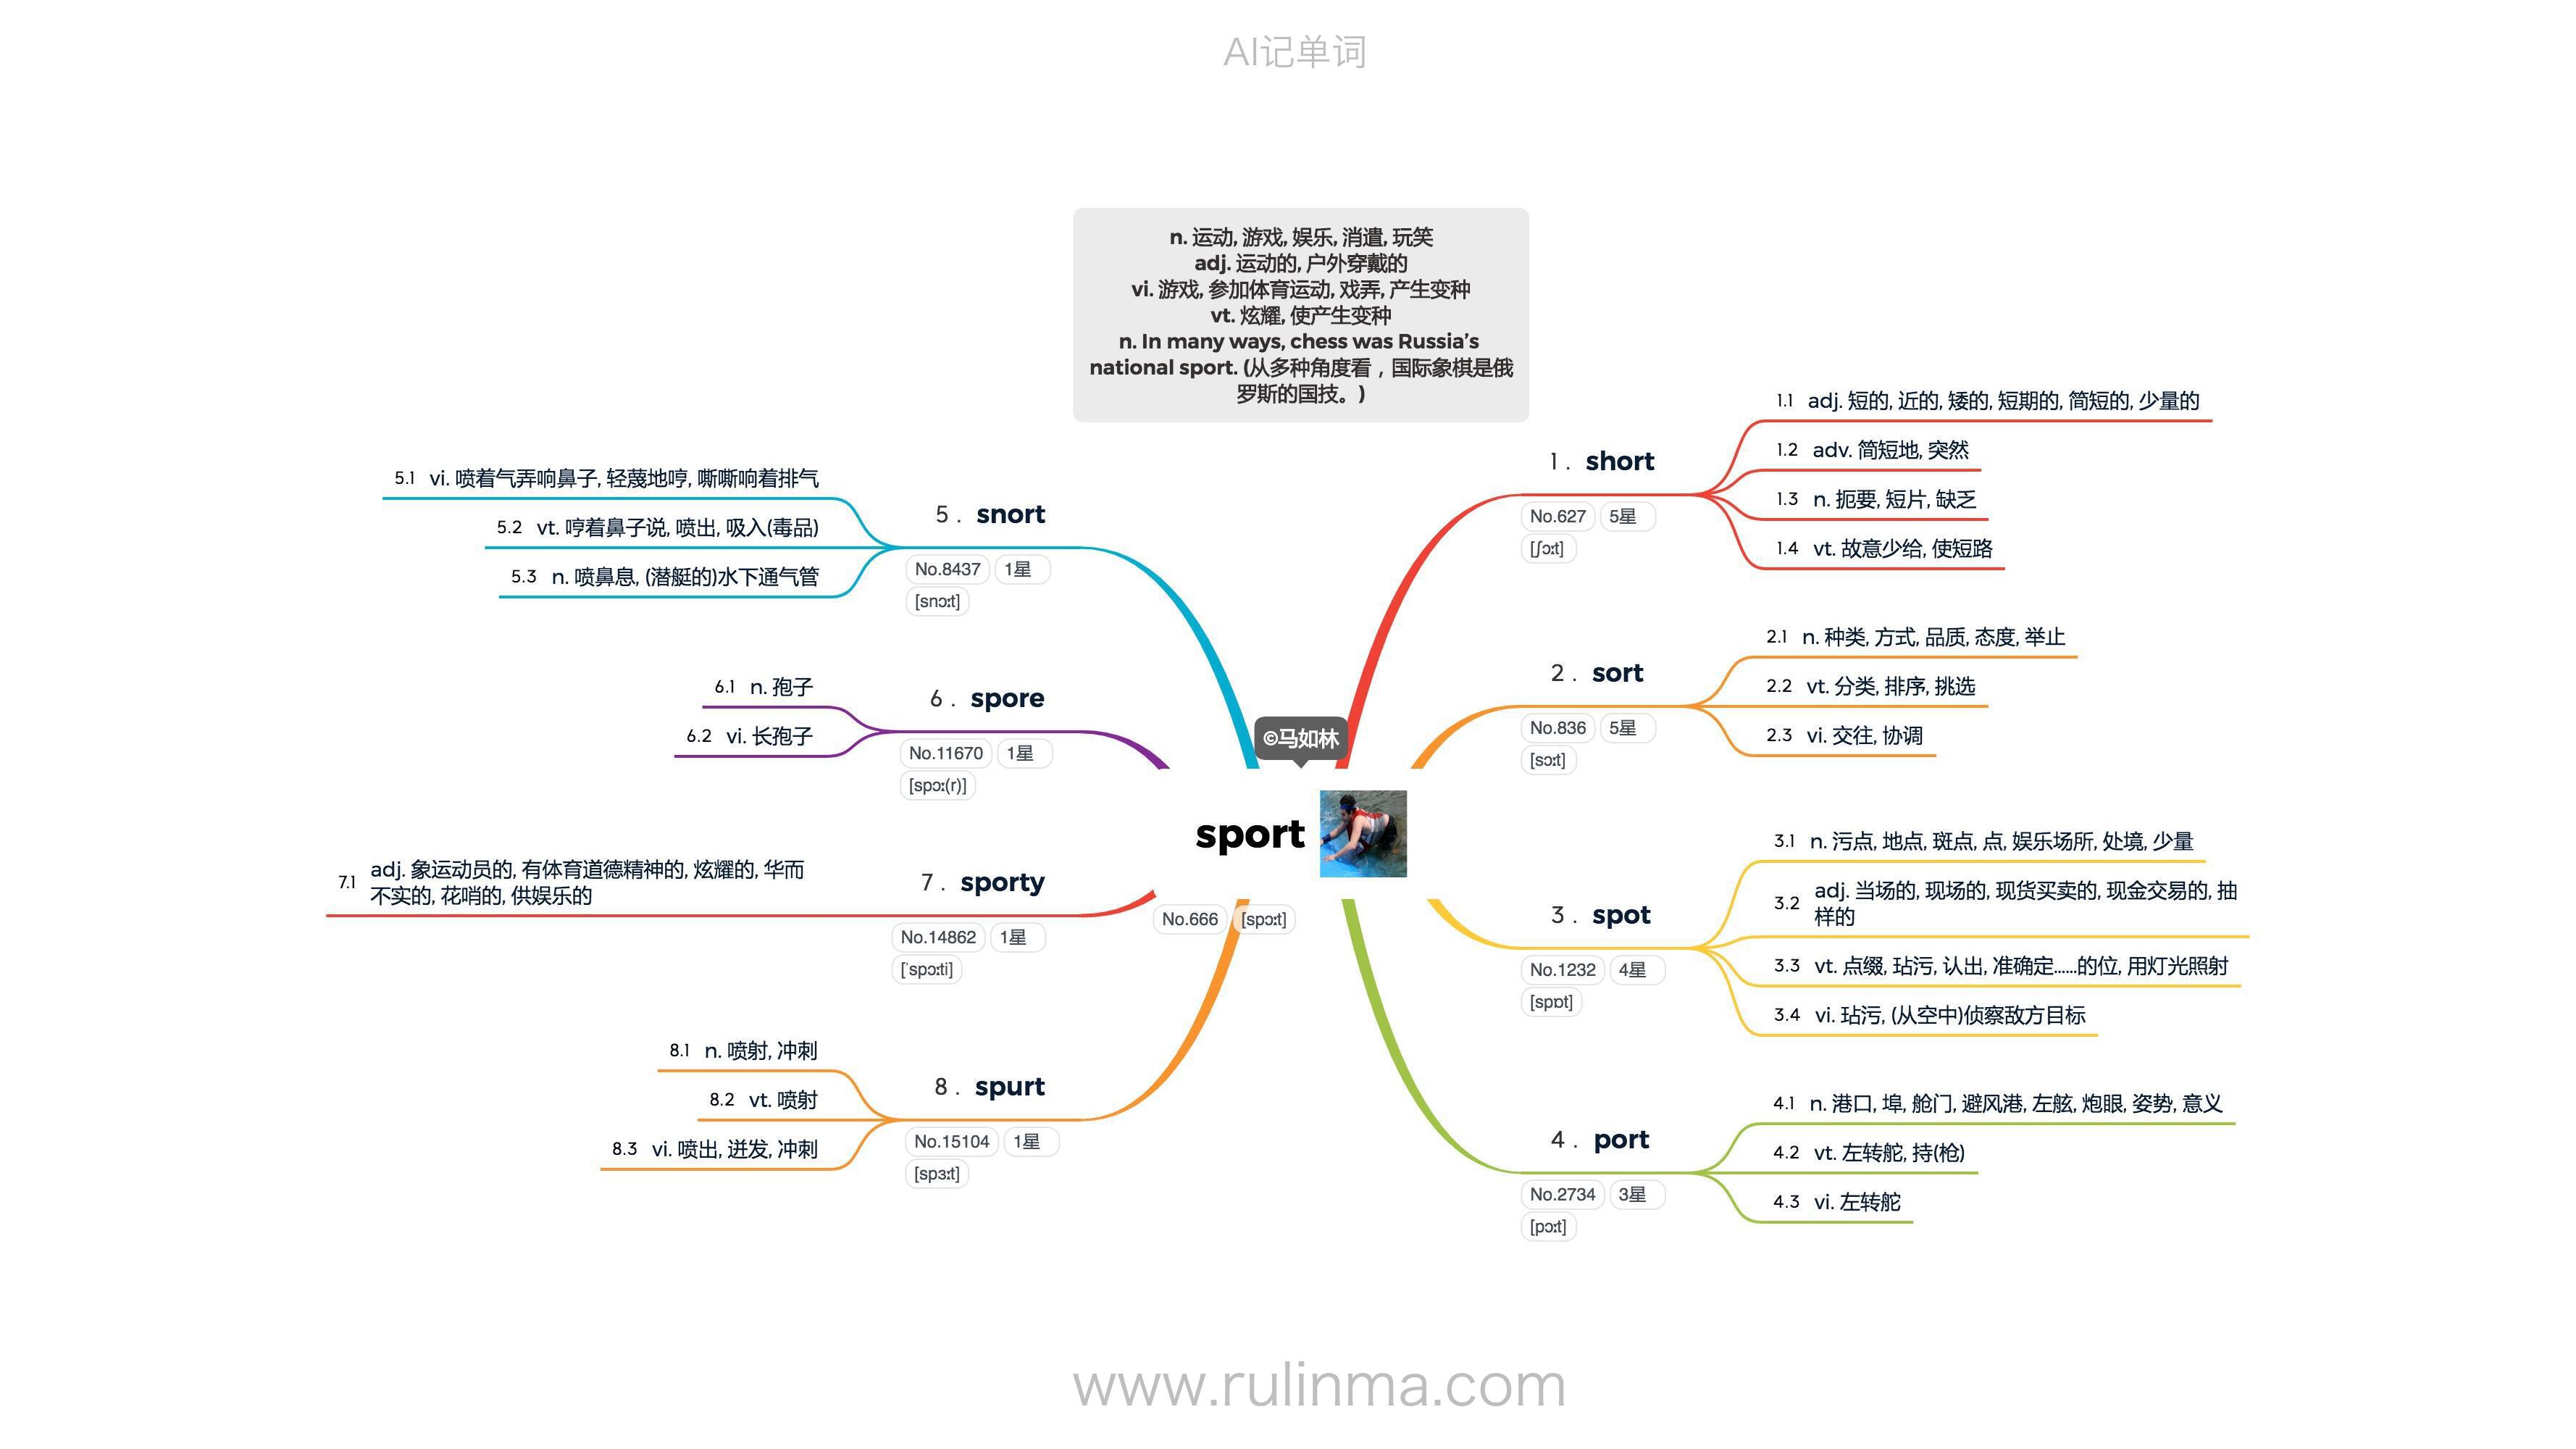 AI记单词
n. 运动, 游戏, 娱乐, 消遣, 玩笑
adj. 运动的, 户外穿戴的
vi. 游戏, 参加体育运动, 戏弄, 产生变种
vt. 炫耀, 使产生变种
n. In many ways, chess was Russia’s
national sport. (从多种角度看，国际象棋是俄
罗斯的国技。)
©马如林
sport
No.666 [spɔːt]
1. short
No.627 5星
[ʃɔːt]
1.1 adj. 短的, 近的, 矮的, 短期的, 简短的, 少量的
1.2 adv. 简短地, 突然
1.3 n. 扼要, 短片, 缺乏
1.4 vt. 故意少给, 使短路
2. sort
No.836 5星
[sɔːt]
2.1 n. 种类, 方式, 品质, 态度, 举止
2.2 vt. 分类, 排序, 挑选
2.3 vi. 交往, 协调
3. spot
No.1232 4星
[spɒt]
3.1 n. 污点, 地点, 斑点, 点, 娱乐场所, 处境, 少量
3.2 adj. 当场的, 现场的, 现货买卖的, 现金交易的, 抽
样的
3.3 vt. 点缀, 玷污, 认出, 准确定......的位, 用灯光照射
3.4 vi. 玷污, (从空中)侦察敌方目标
4. port
No.2734 3星
[pɔːt]
4.1 n. 港口, 埠, 舱门, 避风港, 左舷, 炮眼, 姿势, 意义
4.2 vt. 左转舵, 持(枪)
4.3 vi. 左转舵
5. snort
No.8437 1星
[snɔːt]
5.1 vi. 喷着气弄响鼻子, 轻蔑地哼, 嘶嘶响着排气
5.2 vt. 哼着鼻子说, 喷出, 吸入(毒品)
5.3 n. 喷鼻息, (潜艇的)水下通气管
6. spore
No.11670 1星
[spɔː(r)]
6.1 n. 孢子
6.2 vi. 长孢子
7. sporty
No.14862 1星
[ˈspɔːti]
7.1 adj. 象运动员的, 有体育道德精神的, 炫耀的, 华而
不实的, 花哨的, 供娱乐的
8. spurt
No.15104 1星
[spɜːt]
8.1 n. 喷射, 冲刺
8.2 vt. 喷射
8.3 vi. 喷出, 迸发, 冲刺
www.rulinma.com